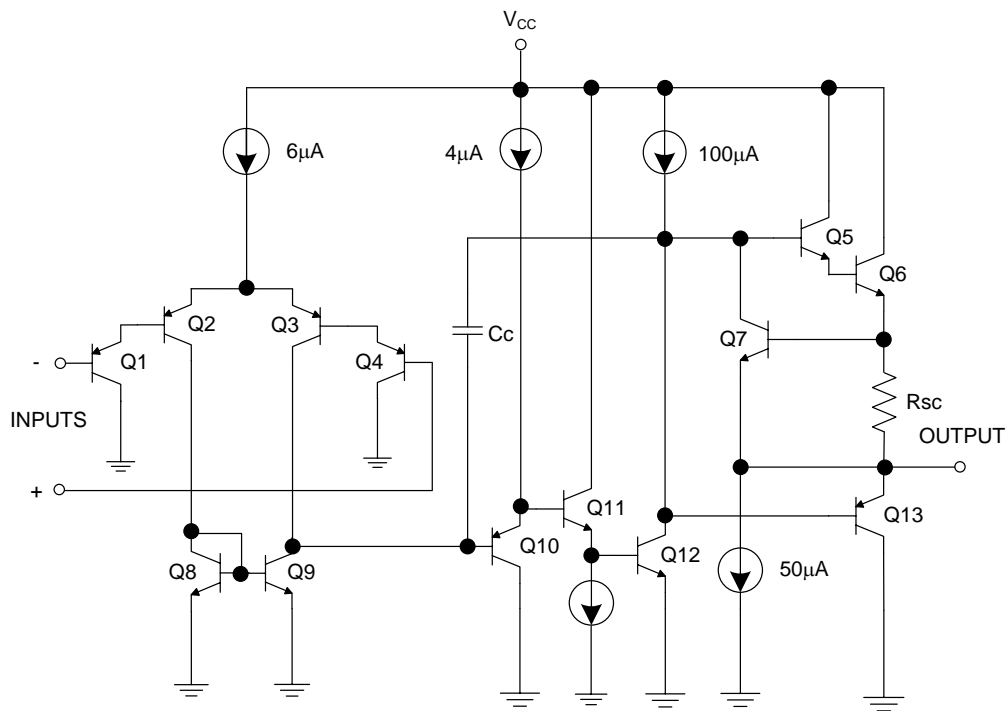 VCC
6μA
4μA
100μA
Q5
Q6
Q2
Q3
Q1
Q4
Cc
Q7
-
INPUTS
Rsc
OUTPUT
+
Q11
Q13
Q10
Q12
Q8
Q9
50μA